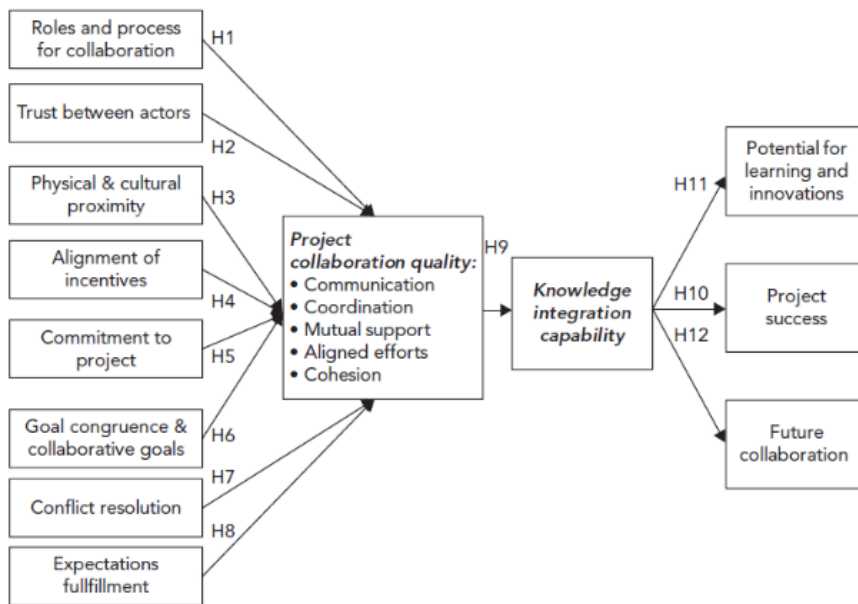 Roles and process
for collaboration
H1
Trust between actors
H2
Physical & cultural
proximity
H3
Alignment of
incentives
H4
Commitment to
project
H5
Goal congruence &
collaborative goals
H6
Conflict resolution
H7
Expectations
fullfillment
H8
Project
collaboration quality:
• Communication
• Coordination
• Mutual support
• Aligned efforts
• Cohesion
H9
Knowledge
integration
capability
H11
Potential for
learning and
innovations
H10
Project
success
H12
Future
collaboration